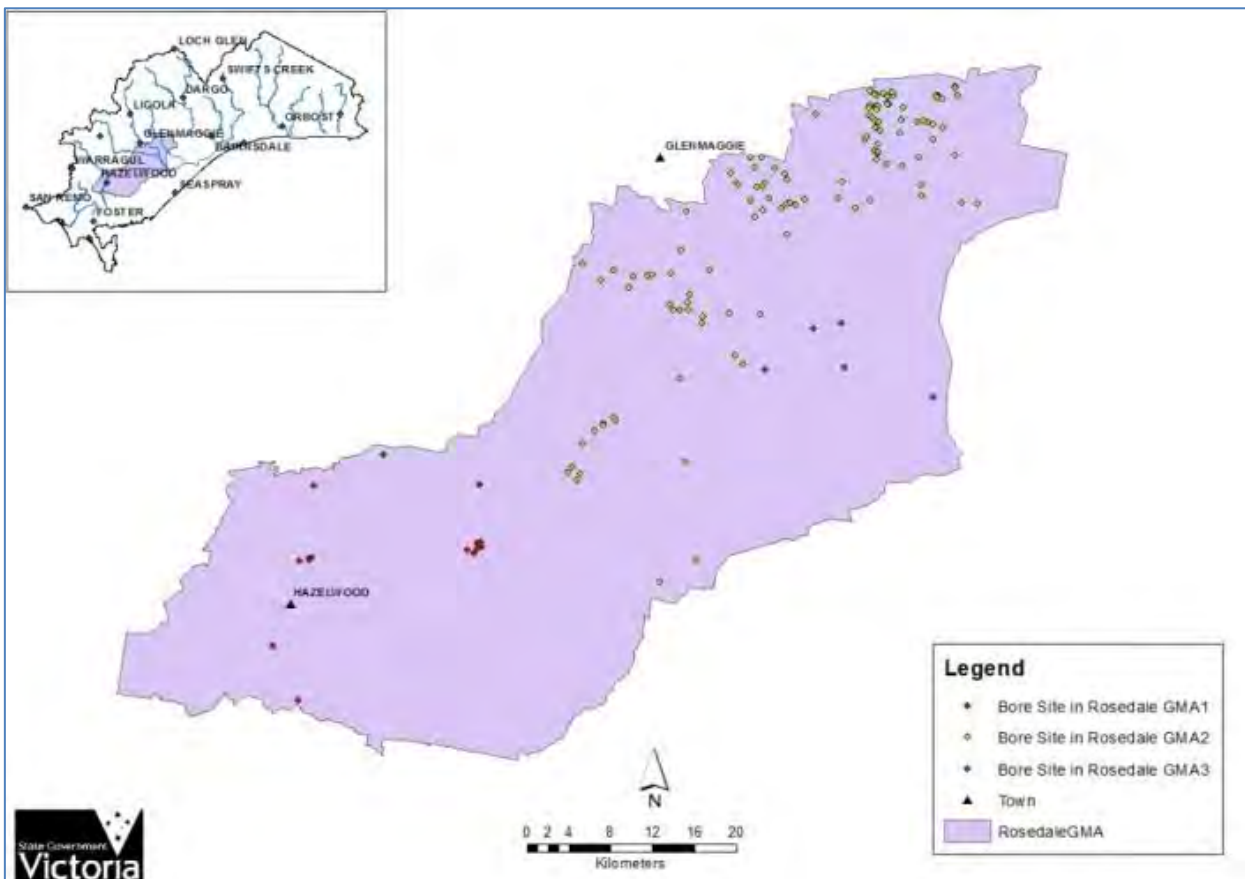 LOCH GLEN
SWIFTS CREEK
DARGO
LIGOLA
ORBOST
GLENMAGGIE
BAIRNSDALE
WARRAGUL
HAZELWOOD
SEASPRAY
SAN REMO
FOSTER
GLENMAGGIE
HAZELWOOD
Legend
Bore Site in Rosedale GMA1
Bore Site in Rosedale GMA2
Bore Site in Rosedale GMA3
Town
RosedaleGMA
N
0 2 4 8 12 16 20
Kilometers
State Government
Victoria